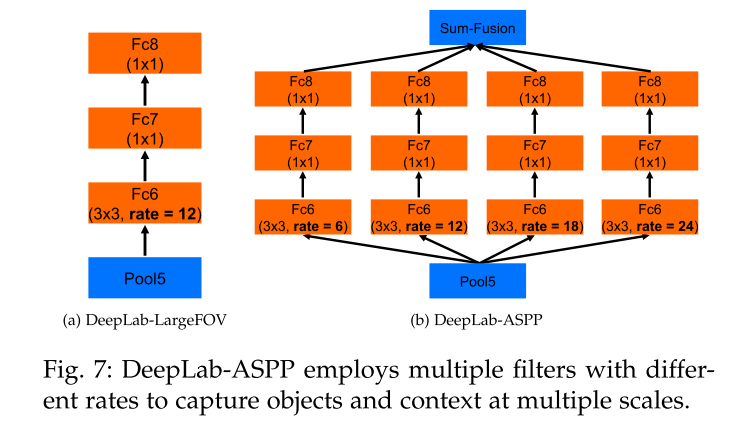 Fc8
(1x1)
Fc7
(1x1)
Fc6
(3x3, rate = 12)
Pool5
(a) DeepLab-LargeFOV
Sum-Fusion
Fc8
(1x1)
Fc8
(1x1)
Fc8
(1x1)
Fc8
(1x1)
Fc7
(1x1)
Fc7
(1x1)
Fc7
(1x1)
Fc7
(1x1)
Fc6
(3x3, rate = 6)
Fc6
(3x3, rate = 12)
Fc6
(3x3, rate = 18)
Fc6
(3x3, rate = 24)
Pool5
(b) DeepLab-ASPP
Fig. 7: DeepLab-ASPP employs multiple filters with differ-
ent rates to capture objects and context at multiple scales.